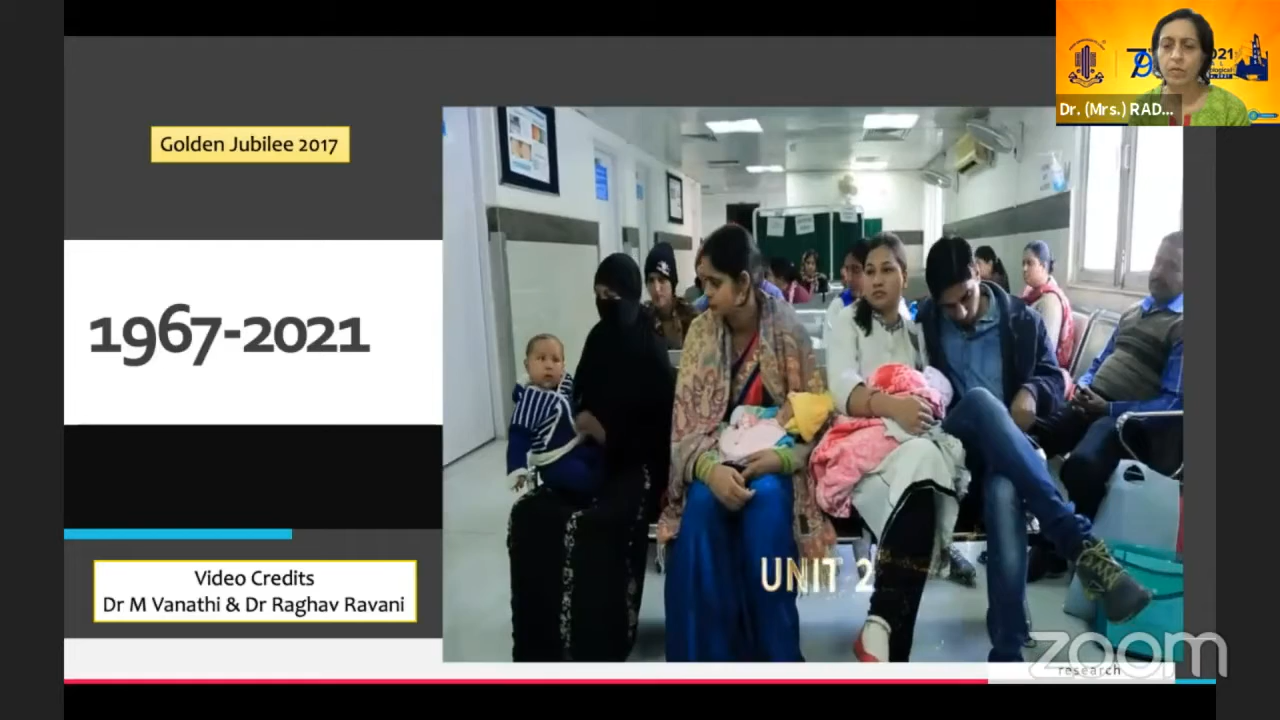 Golden Jubilee 2017
1967-2021
Video Credits
Dr M Vanathi & Dr Raghav Ravani
UNIT 2
research
zoom
Dr. (Mrs.) RAD...